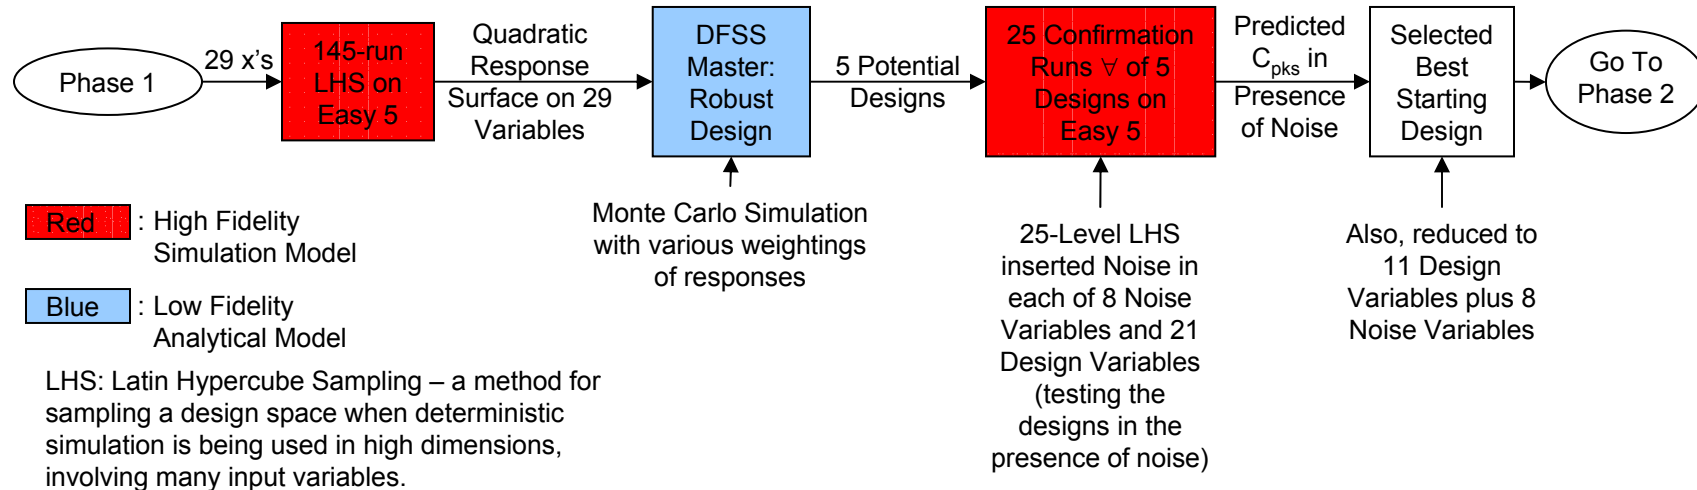 Phase 1
29 x's
145-run
LHS on
Easy 5
Quadratic
Response
Surface on 29
Variables
DFSS
Master:
Robust
Design
5 Potential
Designs
25 Confirmation
Runs ∀ of 5
Designs on
Easy 5
Predicted
Cpks in
Presence
of Noise
Selected
Best
Starting
Design
Go To
Phase 2
Monte Carlo Simulation
with various weightings
of responses
25-Level LHS
inserted Noise in
each of 8 Noise
Variables and 21
Design Variables
(testing the
designs in the
presence of noise)
Also, reduced to
11 Design
Variables plus 8
Noise Variables
Red : High Fidelity
Simulation Model
Blue : Low Fidelity
Analytical Model
LHS: Latin Hypercube Sampling – a method for
sampling a design space when deterministic
simulation is being used in high dimensions,
involving many input variables.